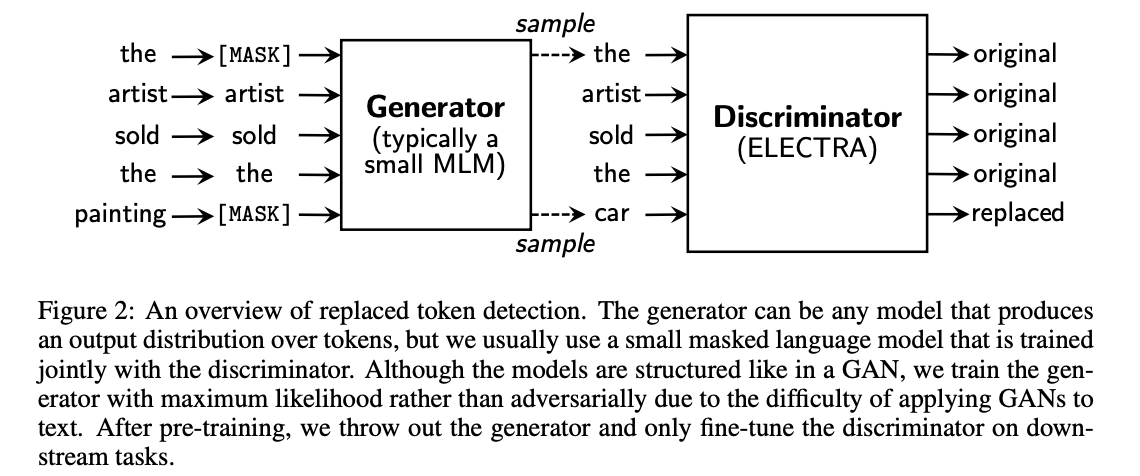 sample
the [MASK] the original
artist artist artist original
sold sold sold original
the the the original
painting [MASK] car replaced
sample
Generator
(typically a
small MLM)
Discriminator
(ELECTRA)
Figure 2: An overview of replaced token detection. The generator can be any model that produces
an output distribution over tokens, but we usually use a small masked language model that is trained
jointly with the discriminator. Although the models are structured like in a GAN, we train the gen-
erator with maximum likelihood rather than adversarially due to the difficulty of applying GANs to
text. After pre-training, we throw out the generator and only fine-tune the discriminator on down-
stream tasks.